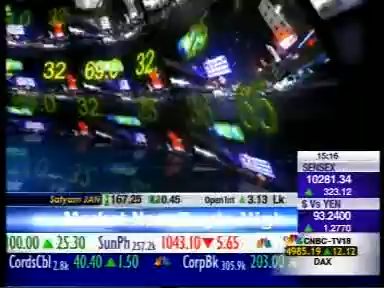 32 69.0 32
32
15:16
SENSEX
10281.34
▲ 323.12
$ Vs YEN
93.2400
▲ 1.2770
Satyam JAN 167.25 0.45 Open Int ▲ 3.13 Lk
00.00 ▲ 25.30 SunPh 257.2k 1043.10 ▼ 5.65
CNBC-TV18
4985.19 ▲ 12.12
CordsCbl 2.8k 40.40 ▲ 1.50 CorpBk 305.9k 203.00
DAX